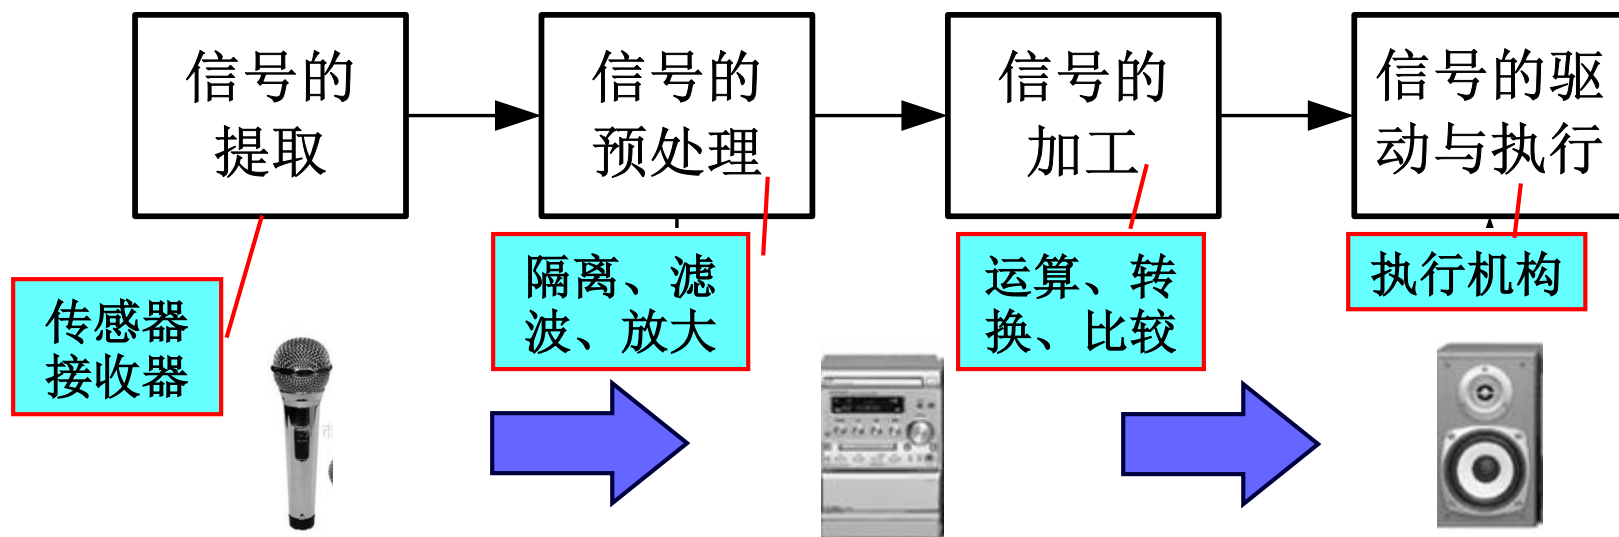 信号的
提取
信号的
预处理
信号的
加工
信号的驱
动与执行
传感器
接收器
隔离、滤
波、放大
运算、转
换、比较
执行机构